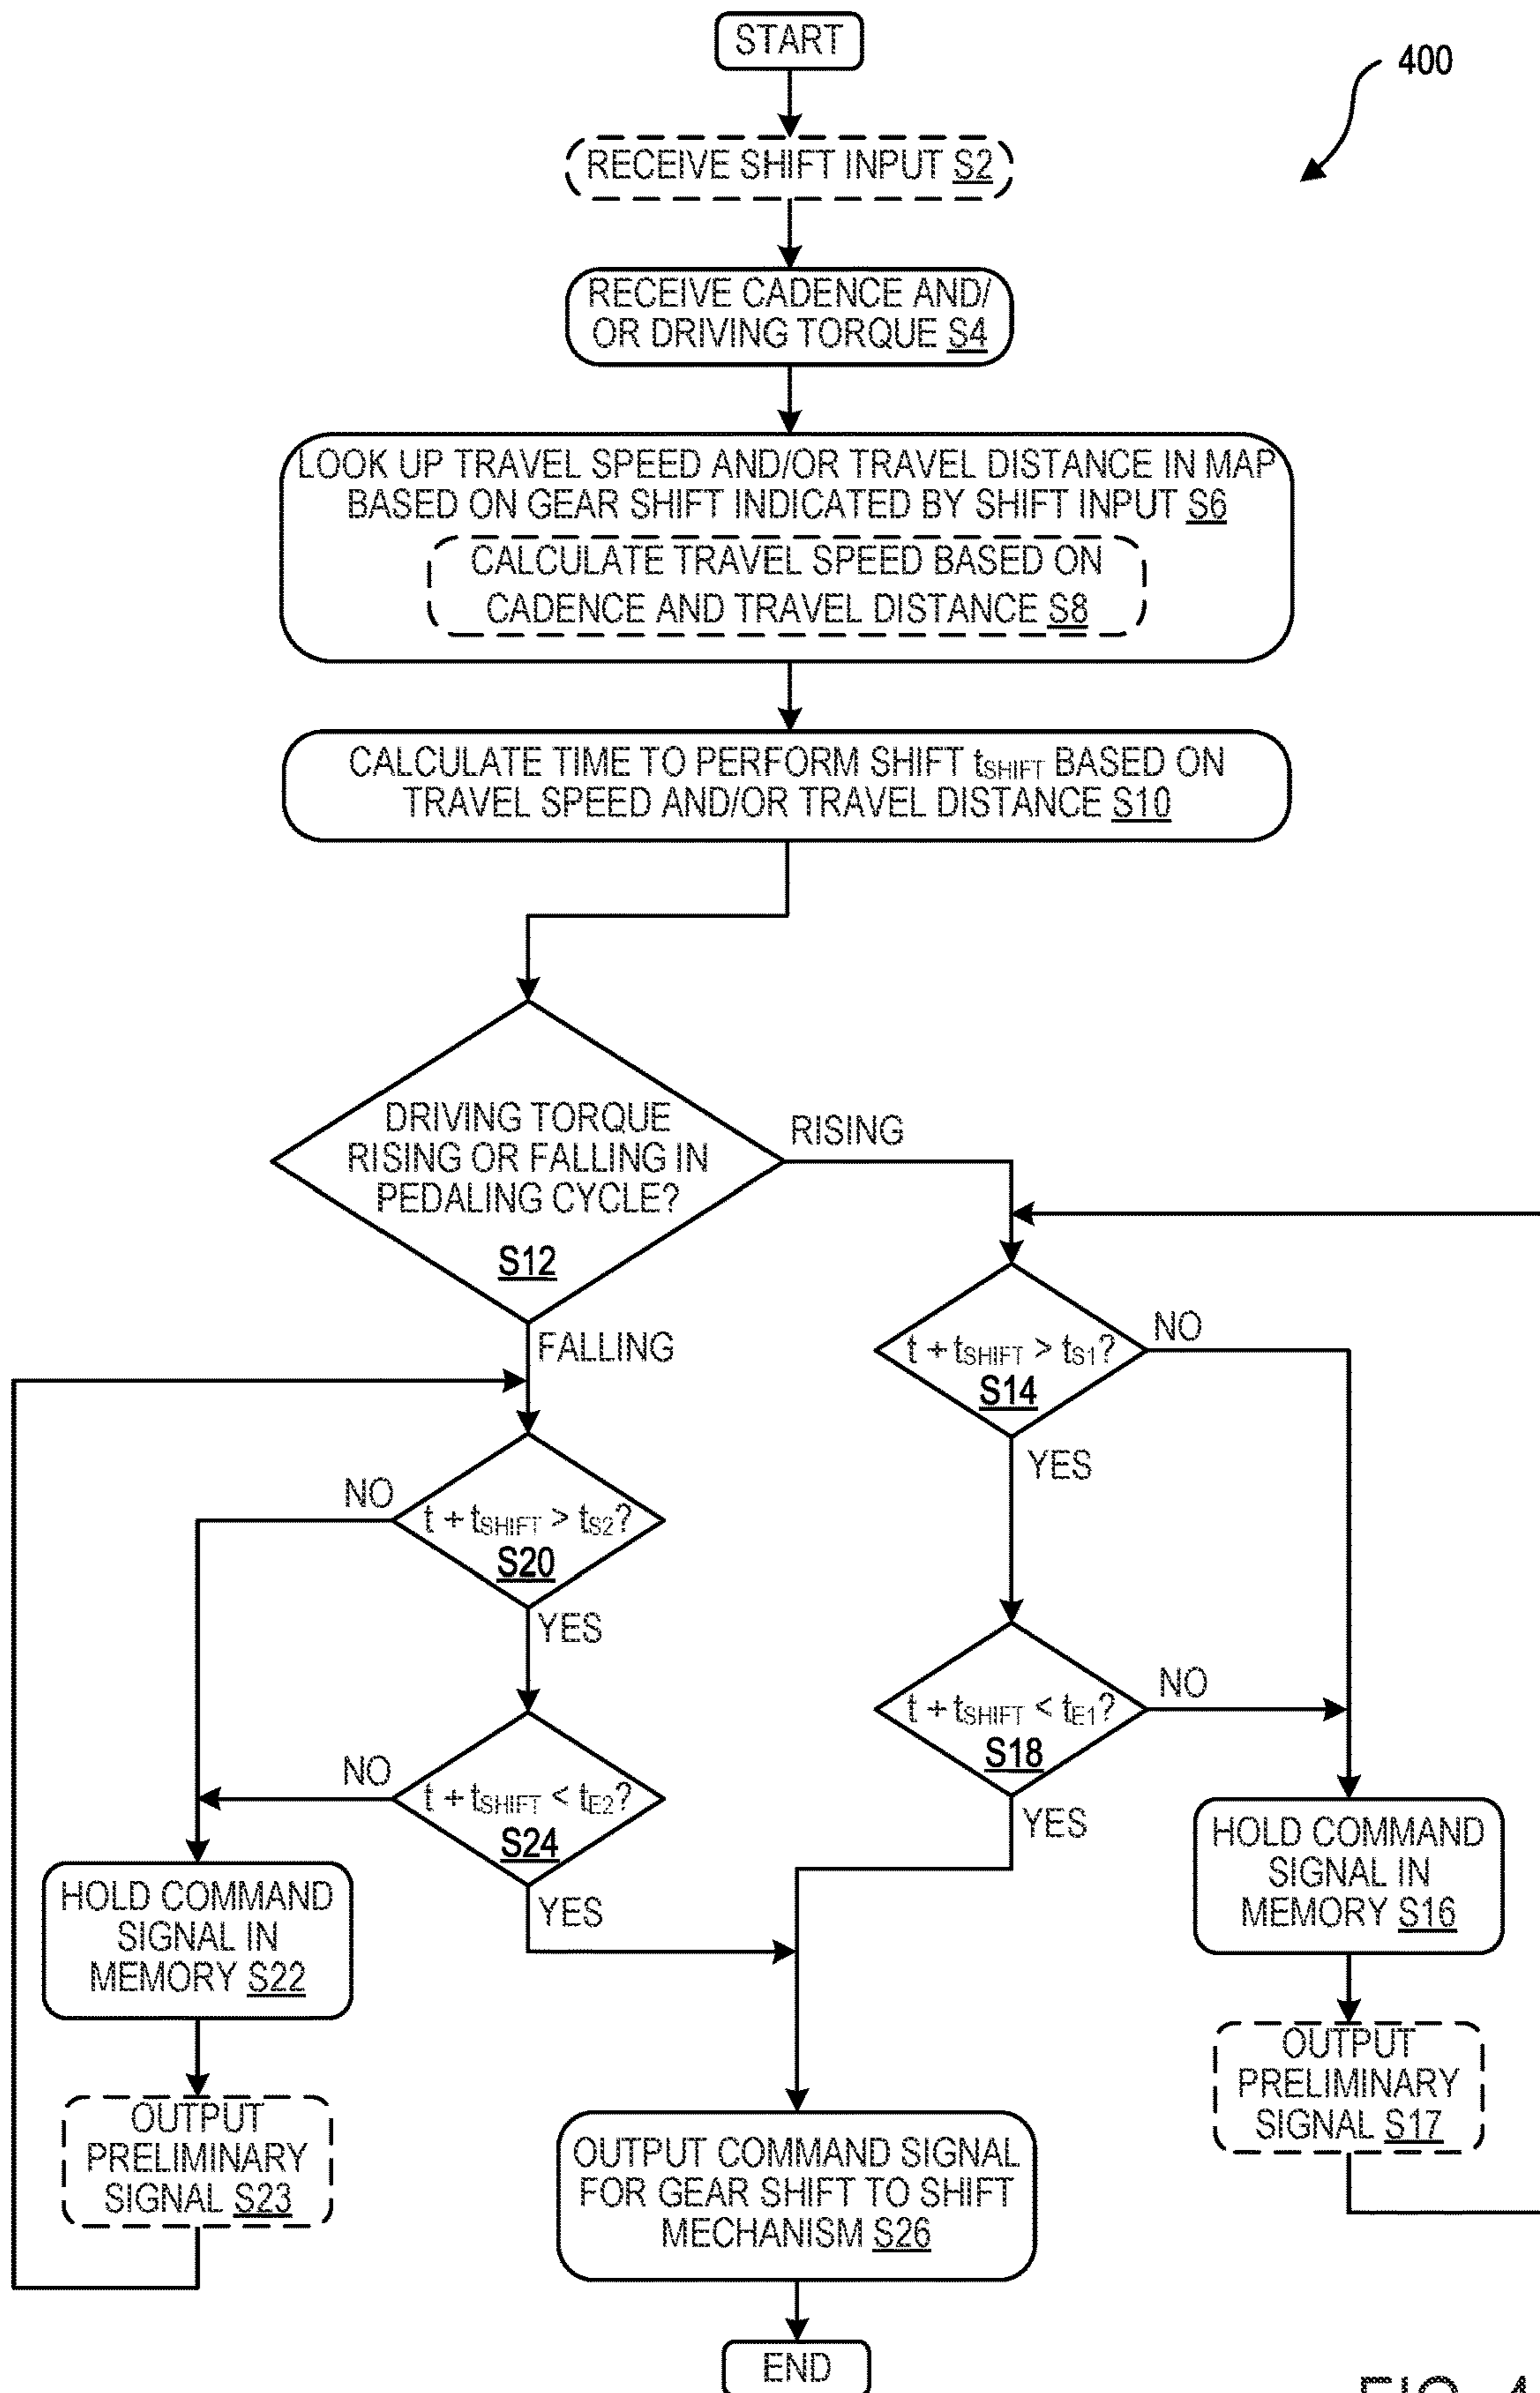 START
400
RECEIVE SHIFT INPUT S2
RECEIVE CADENCE AND/
OR DRIVING TORQUE S4
LOOK UP TRAVEL SPEED AND/OR TRAVEL DISTANCE IN MAP
BASED ON GEAR SHIFT INDICATED BY SHIFT INPUT S6
CALCULATE TRAVEL SPEED BASED ON
CADENCE AND TRAVEL DISTANCE S8
CALCULATE TIME TO PERFORM SHIFT tSHIFT BASED ON
TRAVEL SPEED AND/OR TRAVEL DISTANCE S10
DRIVING TORQUE
RISING OR FALLING IN
PEDALING CYCLE?
S12
RISING
FALLING
t + tSHIFT > tS1?
S14
NO
YES
t + tSHIFT < tE1?
S18
NO
YES
HOLD COMMAND
SIGNAL IN
MEMORY S16
OUTPUT
PRELIMINARY
SIGNAL S17
NO
t + tSHIFT > tS2?
S20
YES
NO
t + tSHIFT < tE2?
S24
YES
HOLD COMMAND
SIGNAL IN
MEMORY S22
OUTPUT
PRELIMINARY
SIGNAL S23
OUTPUT COMMAND SIGNAL
FOR GEAR SHIFT TO SHIFT
MECHANISM S26
END
FIG. 4